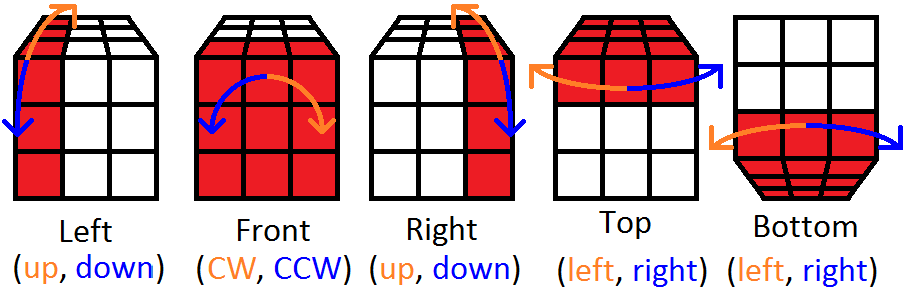 Left
(up, down)
Front
(CW, CCW)
Right
(up, down)
Top
(left, right)
Bottom
(left, right)